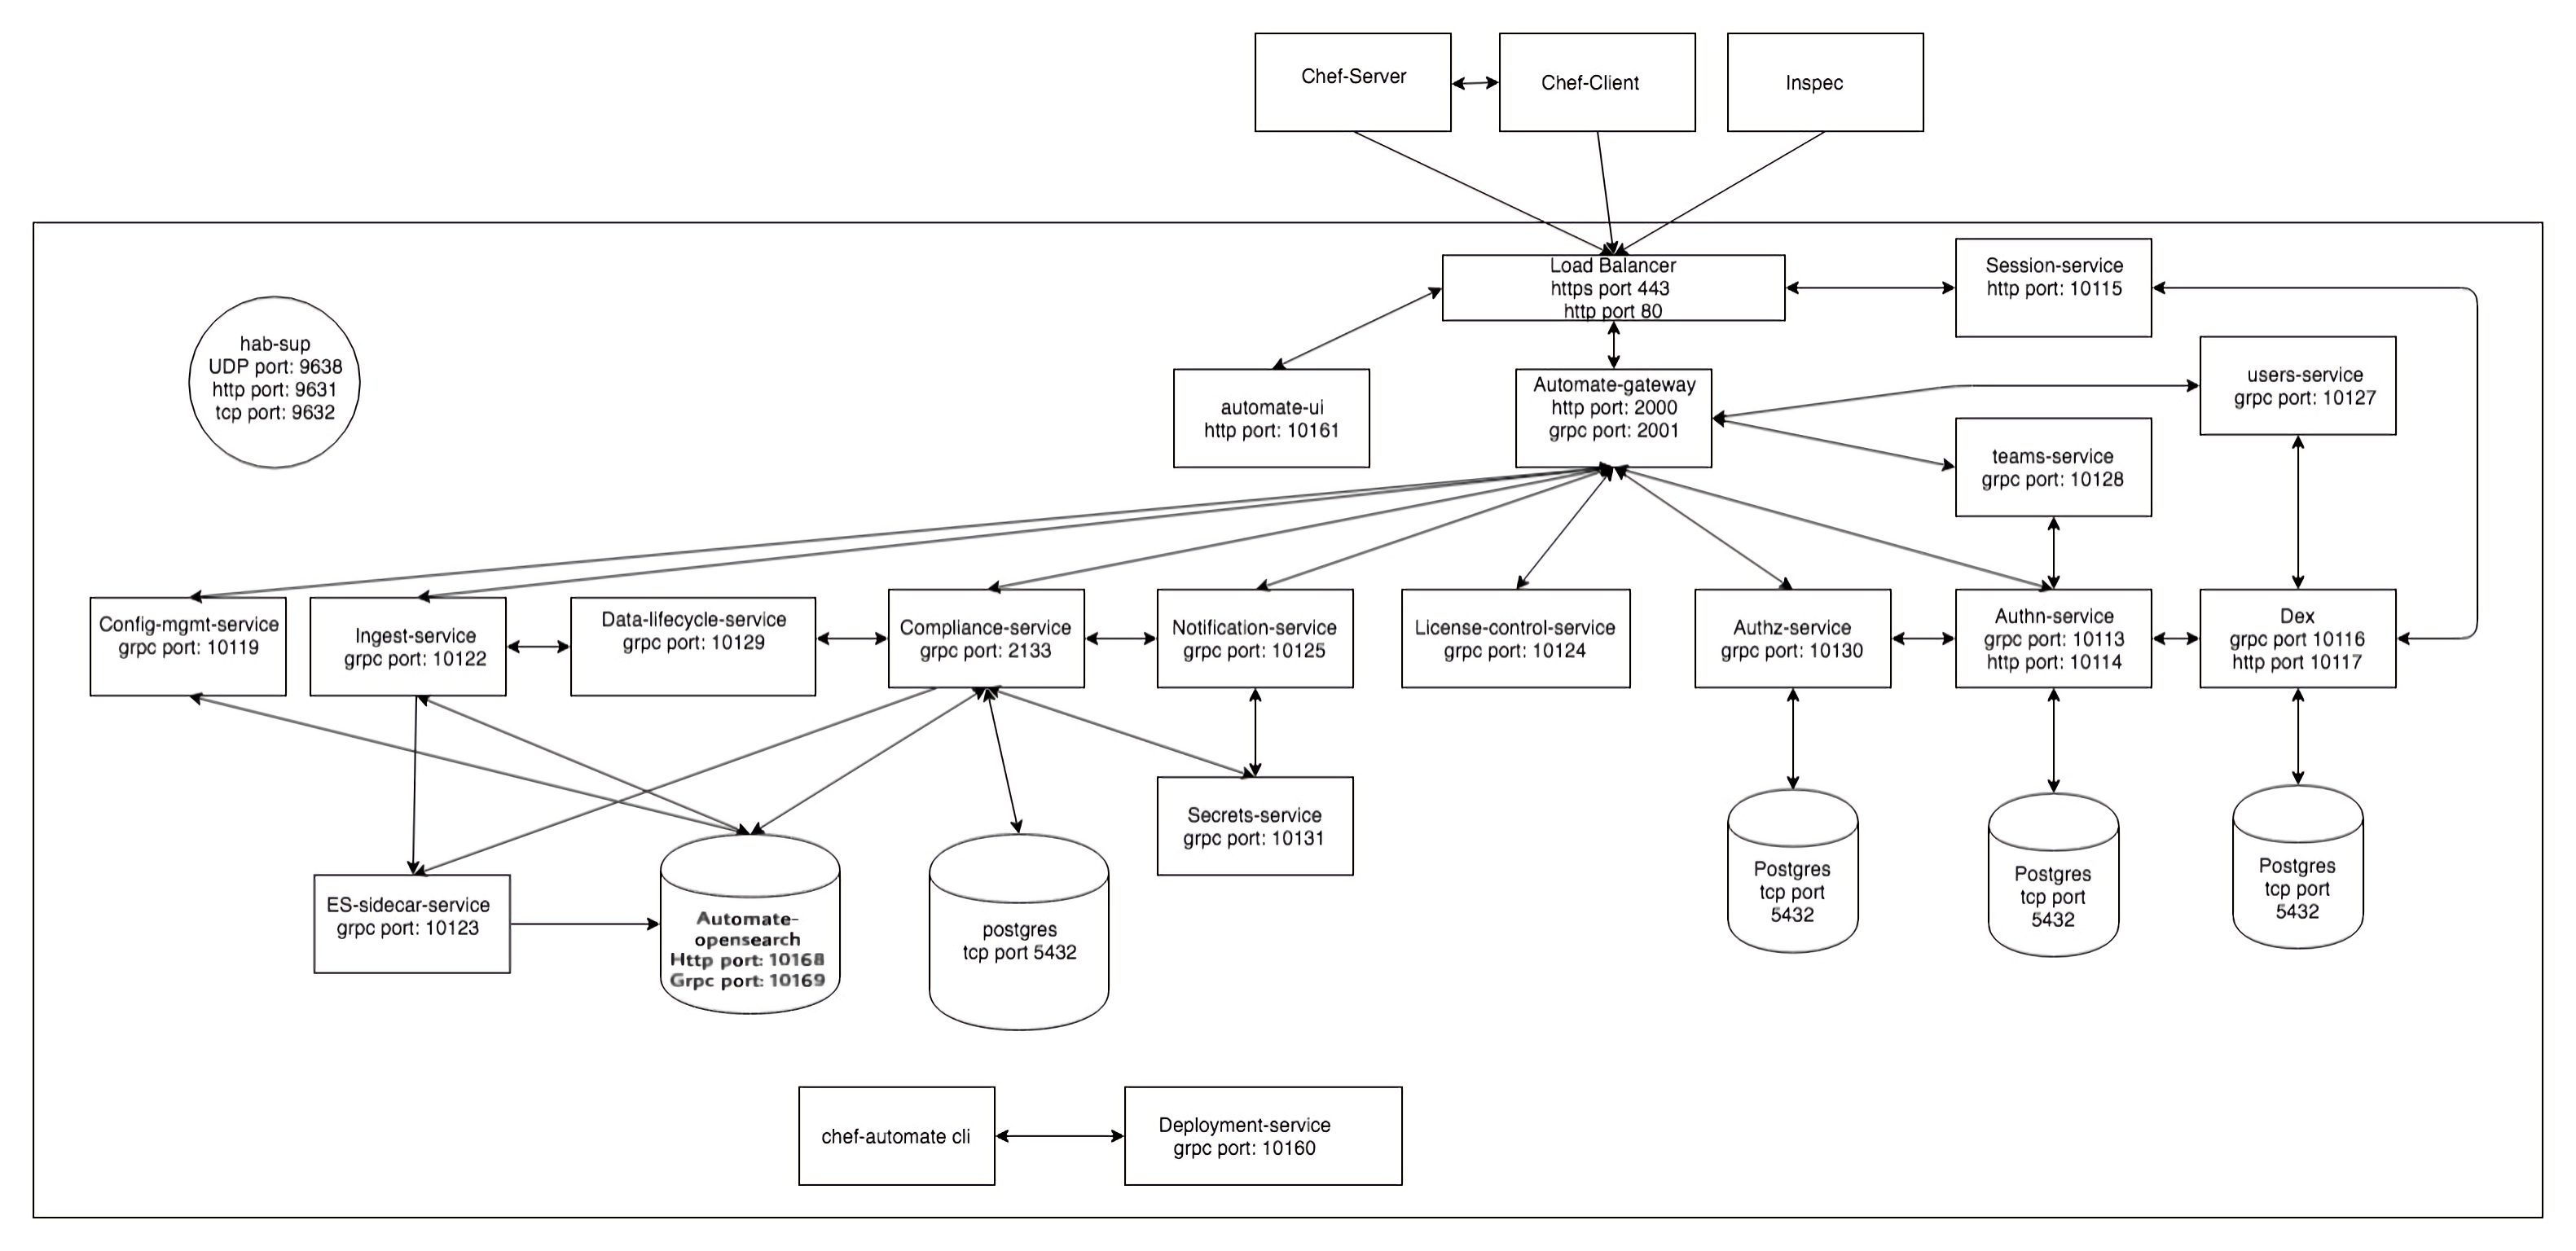 Chef-Server
Chef-Client
Inspec
Load Balancer
https port 443
http port 80
Session-service
http port: 10115
hab-sup
UDP port: 9638
http port: 9631
tcp port: 9632
automate-ui
http port: 10161
Automate-gateway
http port: 2000
grpc port: 2001
users-service
grpc port: 10127
teams-service
grpc port: 10128
Config-mgmt-service
grpc port: 10119
Ingest-service
grpc port: 10122
Data-lifecycle-service
grpc port: 10129
Compliance-service
grpc port: 2133
Notification-service
grpc port: 10125
License-control-service
grpc port: 10124
Authz-service
grpc port: 10130
Authn-service
grpc port: 10113
http port: 10114
Dex
grpc port 10116
http port 10117
Secrets-service
grpc port: 10131
ES-sidecar-service
grpc port: 10123
Automate-
opensearch
Http port: 10168
Grpc port: 10169
postgres
tcp port 5432
Postgres
tcp port
5432
Postgres
tcp port
5432
Postgres
tcp port
5432
chef-automate cli
Deployment-service
grpc port: 10160